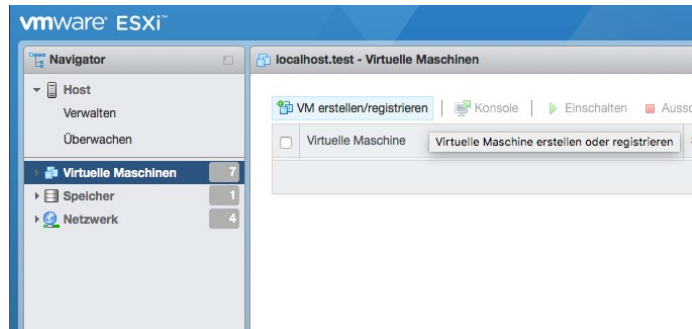 vmware ESXi™
Navigator
Host
Verwalten
Überwachen
Virtuelle Maschinen 7
Speicher 1
Netzwerk 4
localhost.test - Virtuelle Maschinen
VM erstellen/registrieren Konsole Einschalten
Virtuelle Maschine
Virtuelle Maschine erstellen oder registrieren